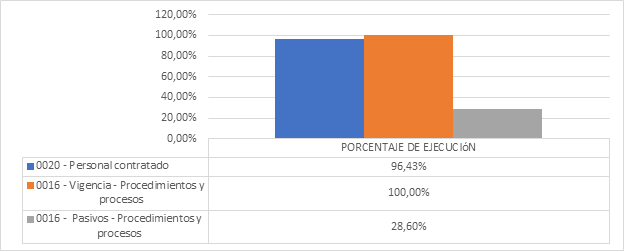 120,00%
100,00%
80,00%
60,00%
40,00%
20,00%
0,00%
PORCENTAJE DE EJECUCIóN
0020 - Personal contratado
96,43%
0016 - Vigencia - Procedimientos y
procesos
100,00%
0016 - Pasivos - Procedimientos y
procesos
28,60%